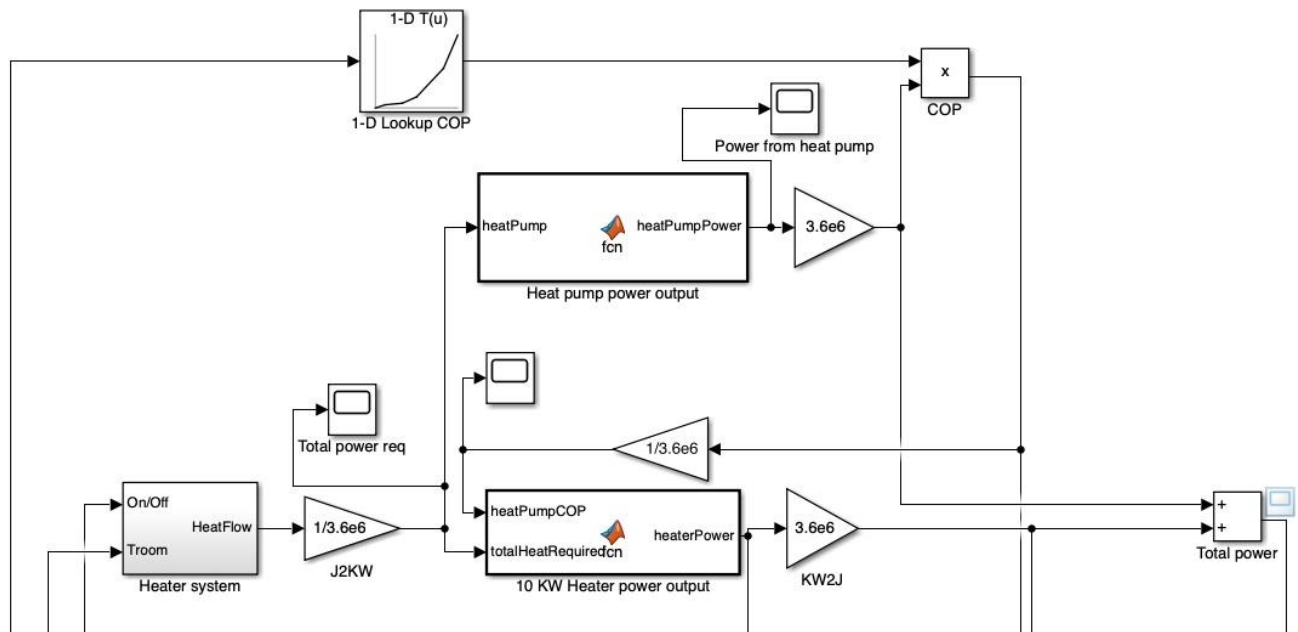 1-D T(u)
1-D Lookup COP
x
COP
Power from heat pump
heatPump
fcn
heatPumpPower
3.6e6
Heat pump power output
Total power req
1/3.6e6
On/Off
HeatFlow
Troom
Heater system
1/3.6e6
J2KW
heatPumpCOP
totalHeatRequired
fcn
heaterPower
10 KW Heater power output
3.6e6
KW2J
+
+
Total power